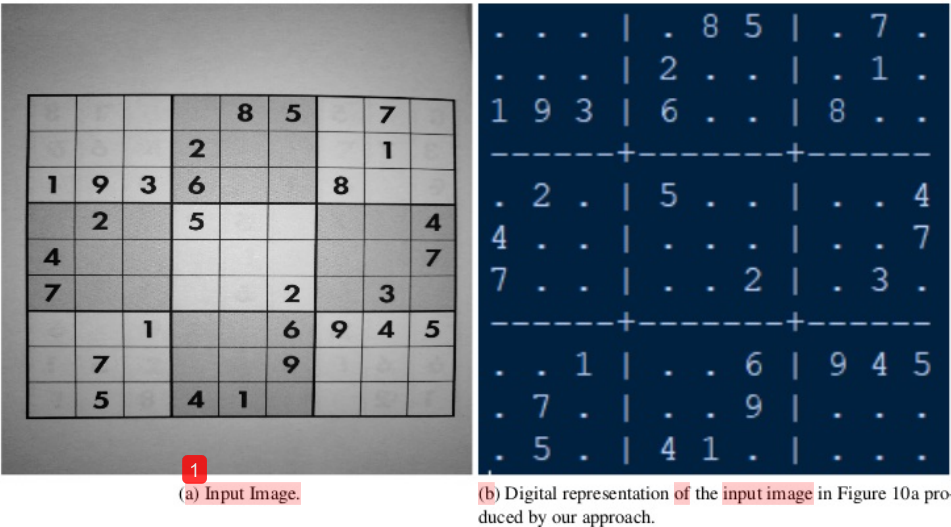 8 5 7
2 1
1 9 3 6 8
2 5 4
4 7
7 2 3
1 6 9 4 5
7 9
5 4 1
. . . | . 8 5 | . 7 .
. . . | 2 . . | . 1 .
1 9 3 | 6 . . | 8 . .
------+-------+------
. 2 . | 5 . . | . . 4
4 . . | . . . | . . 7
7 . . | . . 2 | . 3 .
------+-------+------
. . 1 | . . 6 | 9 4 5
. 7 . | . . 9 | . . .
. 5 . | 4 1 . | . . .
1
(a) Input Image.
(b) Digital representation of the input image in Figure 10a pro-
duced by our approach.